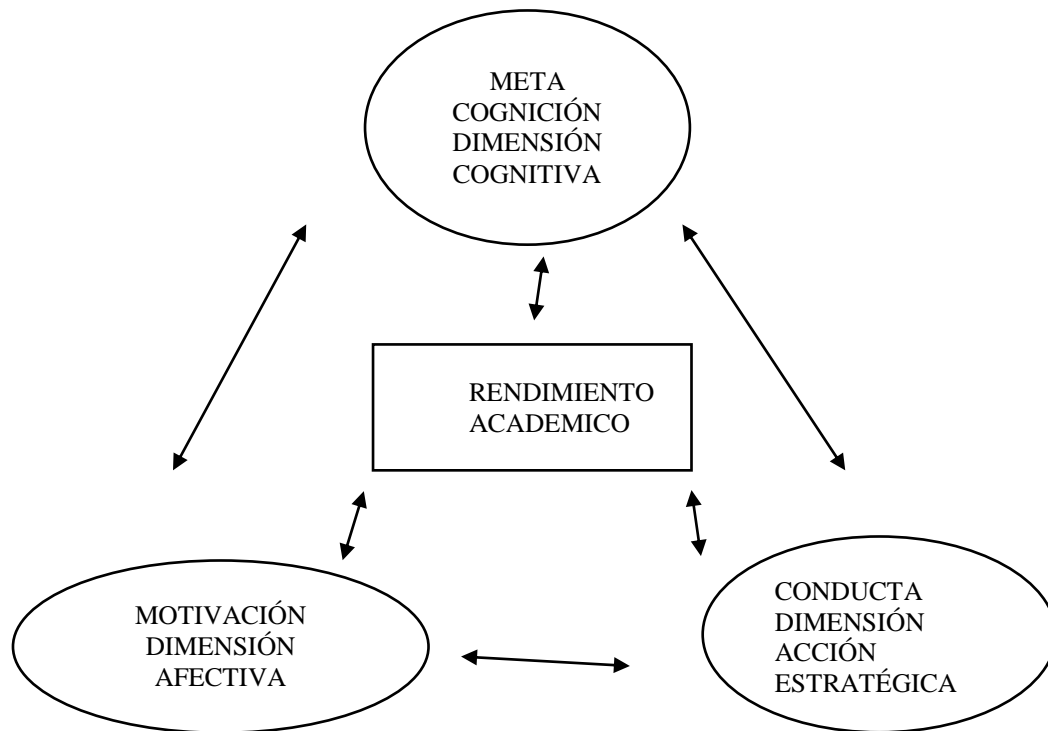 META
COGNICIÓN
DIMENSIÓN
COGNITIVA
RENDIMIENTO
ACADEMICO
MOTIVACIÓN
DIMENSIÓN
AFECTIVA
CONDUCTA
DIMENSIÓN
ACCIÓN
ESTRATÉGICA